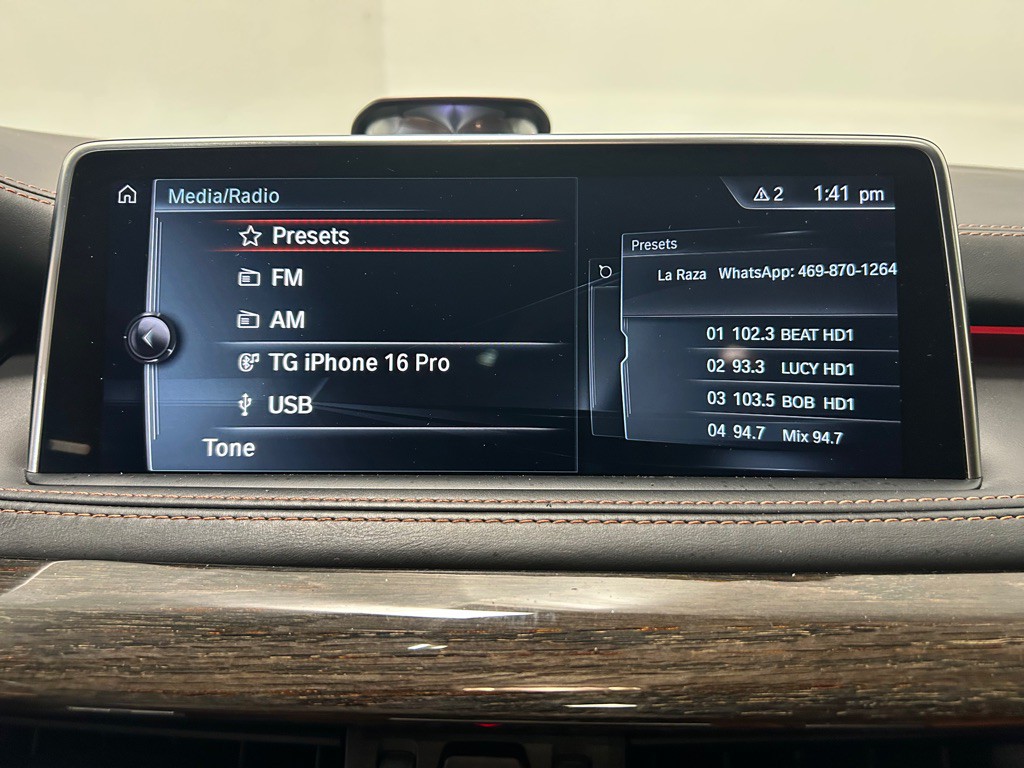 Media/Radio
2 1:41 pm
Presets
FM
AM
TG iPhone 16 Pro
USB
Tone
Presets
La Raza WhatsApp: 469-870-1264
01 102.3 BEAT HD1
02 93.3 LUCY HD1
03 103.5 BOB HD1
04 94.7 Mix 94.7